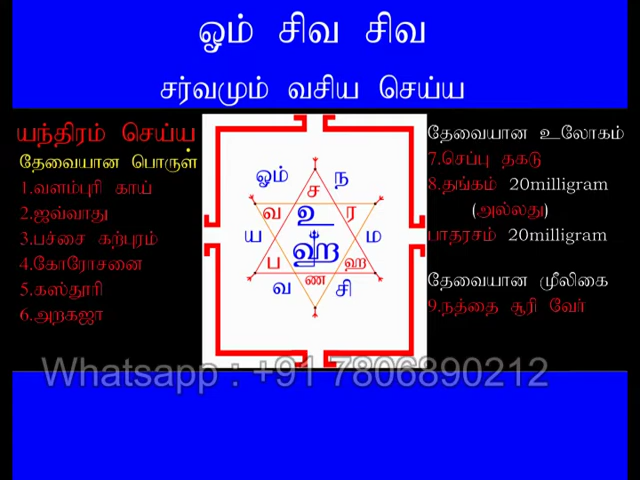 ஓம் சிவ சிவ
சர்வமும் வசிய செய்ய
யந்திரம் செய்ய
தேவையான பொருள்
1.வளம்புரி காய்
2.ஜவ்வாது
3.பச்சை கற்புரம்
4.கோரோசனை
5.கஸ்தூரி
6.அறகஜா
ஓம் ச ந
வ உ ர
ய ஹ ம
ப ஹ
வ ண சி
தேவையான உலோகம்
7.செப்பு தகடு
8.தங்கம் 20milligram
(அல்லது)
பாதரசம் 20milligram
தேவையான மூலிகை
9.நத்தை சூரி வேர்
Whatsapp : +91 7806890212